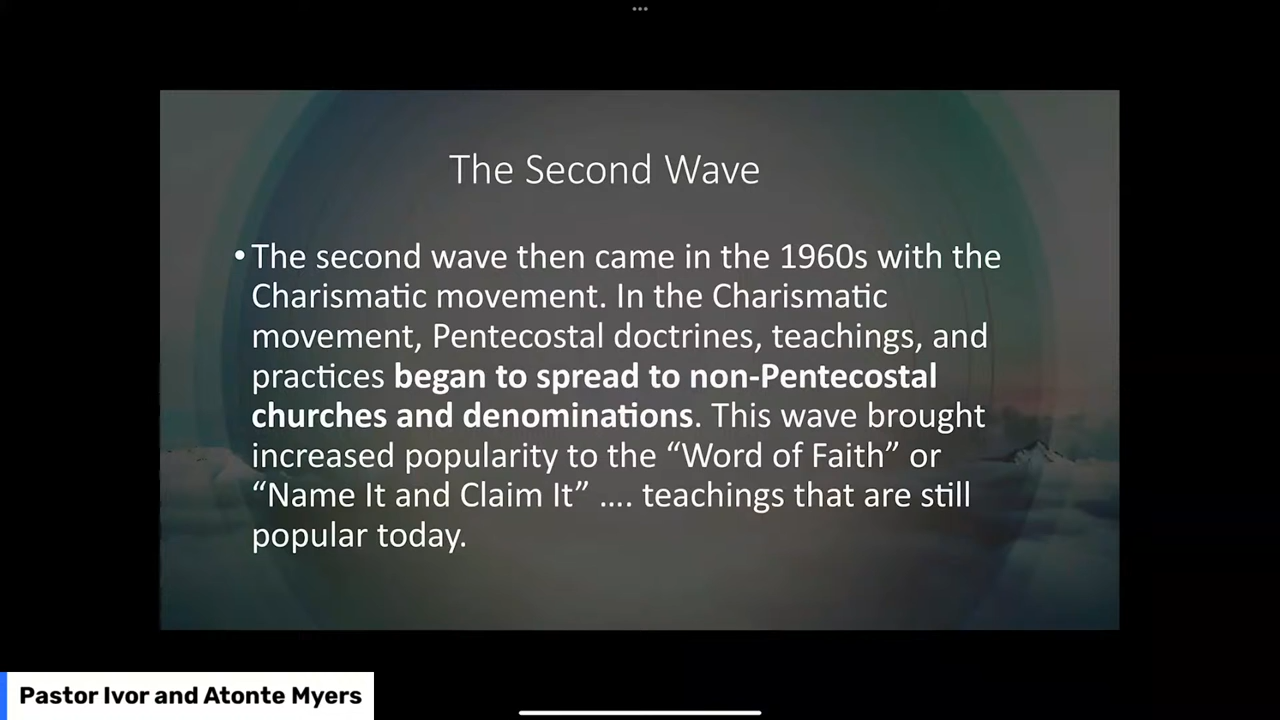 The Second Wave
• The second wave then came in the 1960s with the
Charismatic movement. In the Charismatic
movement, Pentecostal doctrines, teachings, and
practices began to spread to non-Pentecostal
churches and denominations. This wave brought
increased popularity to the “Word of Faith” or
“Name It and Claim It” .... teachings that are still
popular today.
Pastor Ivor and Atonte Myers